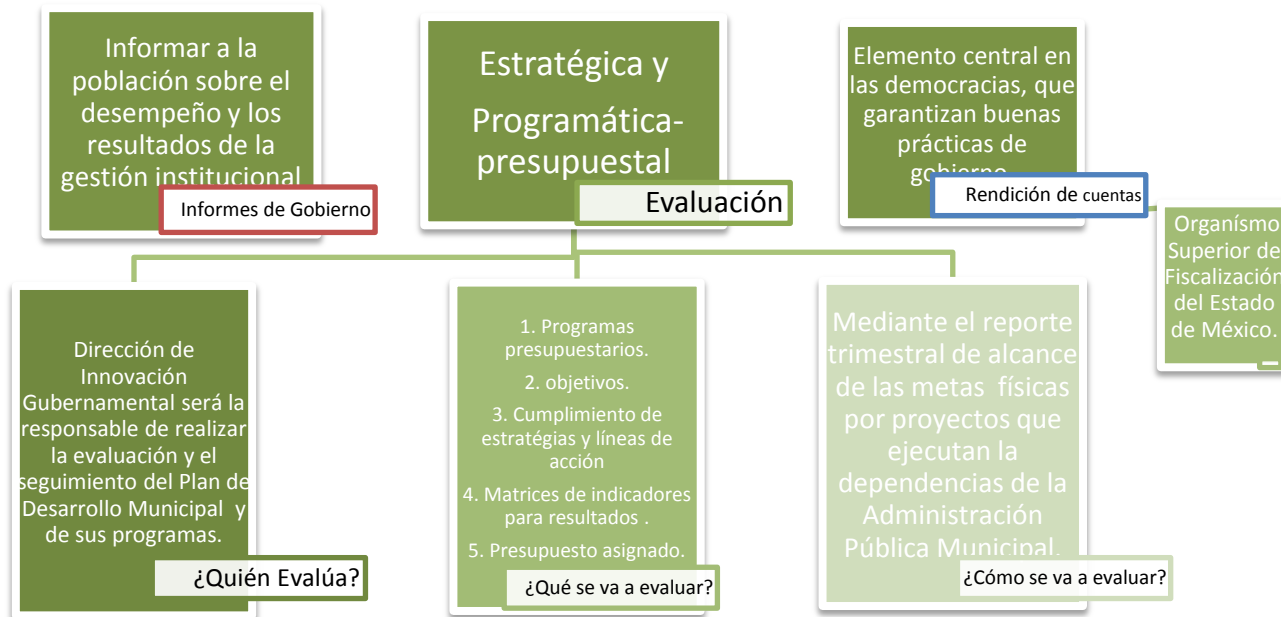 Informar a la
población sobre el
desempeño y los
resultados de la
gestión institucional
Informes de Gobierno
Estratégica y
Programática-
presupuestal
Evaluación
Elemento central en
las democracias, que
garantizan buenas
prácticas de
gobierno
Rendición de cuentas
Organísmo
Superior de
Fiscalización
del Estado
de México.
Dirección de
Innovación
Gubernamental será la
responsable de realizar
la evaluación y el
seguimiento del Plan de
Desarrollo Municipal y
de sus programas.
¿Quién Evalúa?
1. Programas
presupuestarios.
2. objetivos.
3. Cumplimiento de
estratégias y líneas de
acción
4. Matrices de indicadores
para resultados .
5. Presupuesto asignado.
¿Qué se va a evaluar?
Mediante el reporte
trimestral de alcance
de las metas físicas
por proyectos que
ejecutan la
dependencias de la
Administración
Pública Municipal.
¿Cómo se va a evaluar?